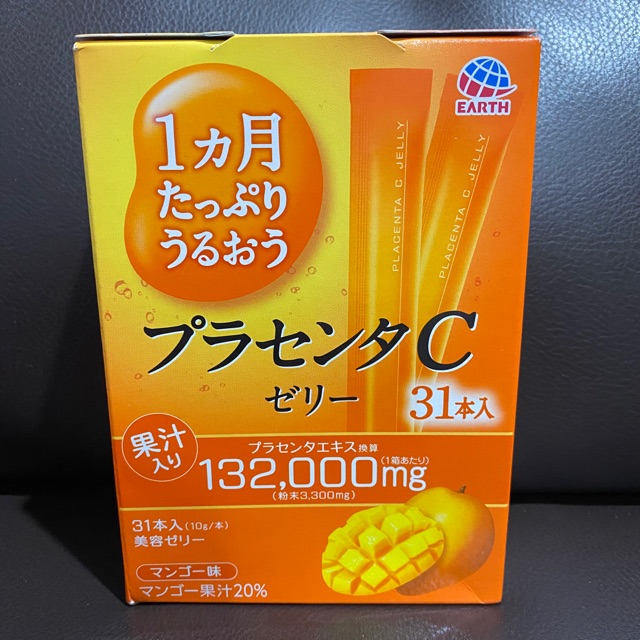 EARTH
1ヵ月
たっぷり
うるおう
PLACENTA C JELLY
PLACENTA C JELLY
プラセンタC
ゼリー
31本入
果汁
入り
プラセンタエキス換算
132,000mg(1箱あたり)
(粉末3,300mg)
31本入(10g/本)
美容ゼリー
マンゴー味
マンゴー果汁20%